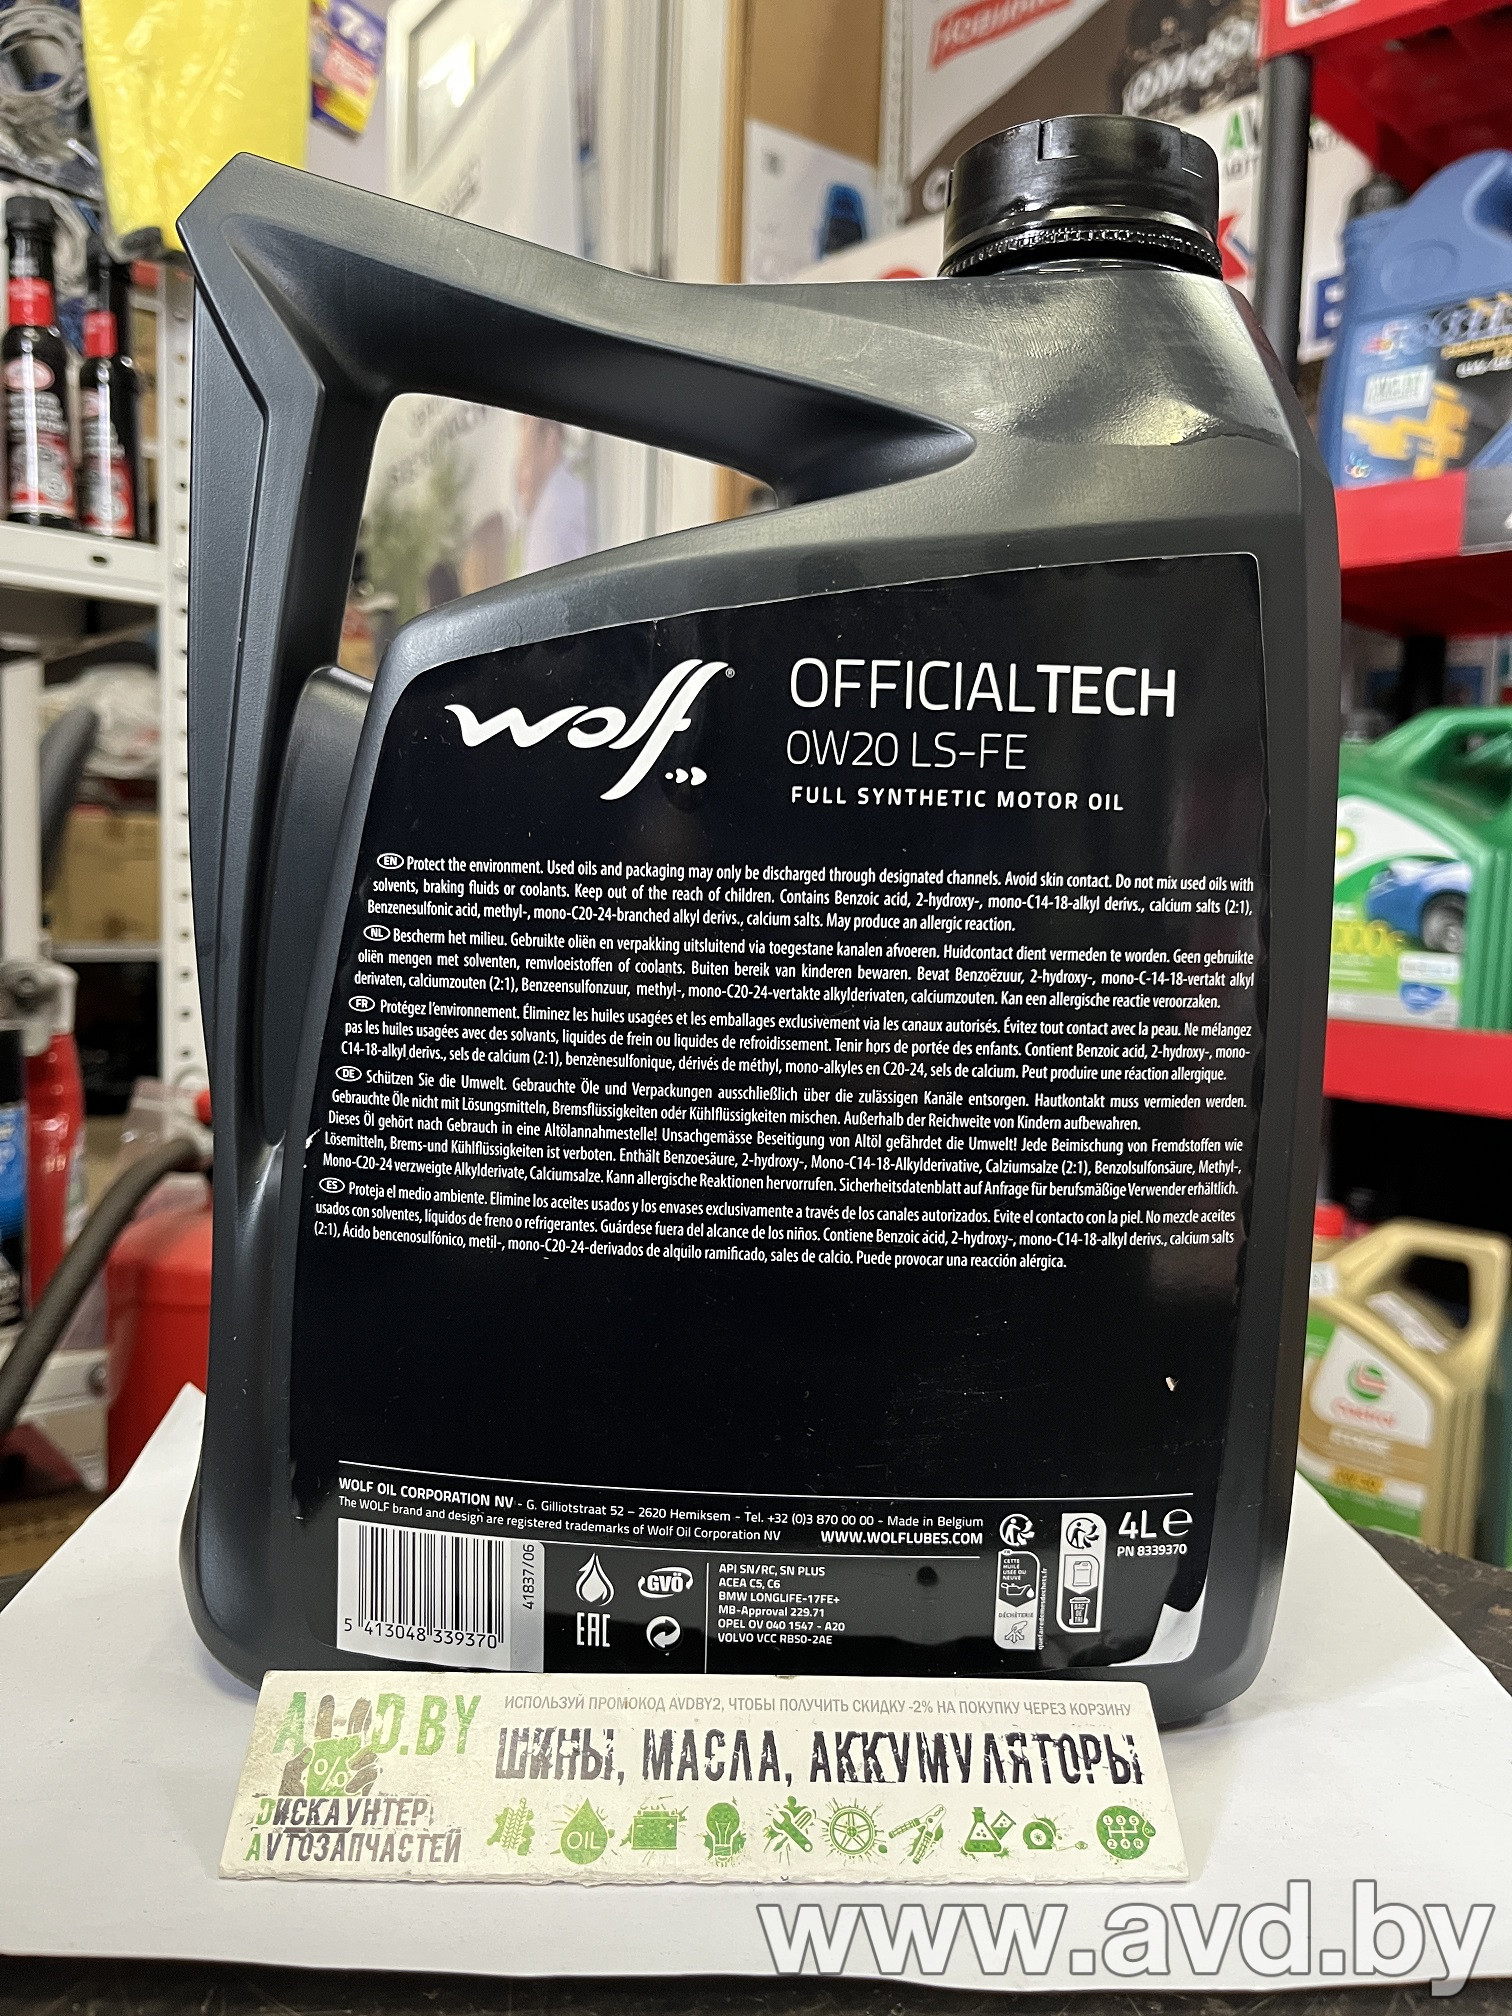 wolf®
OFFICIALTECH
0W20 LS-FE
FULL SYNTHETIC MOTOR OIL
EN Protect the environment. Used oils and packaging may only be discharged through designated channels. Avoid skin contact. Do not mix used oils with
solvents, braking fluids or coolants. Keep out of the reach of children. Contains Benzoic acid, 2-hydroxy-, mono-C14-18-alkyl derivs., calcium salts (2:1),
Benzenesulfonic acid, methyl-, mono-C20-24-branched alkyl derivs., calcium salts. May produce an allergic reaction.
NL Bescherm het milieu. Gebruikte oliën en verpakking uitsluitend via toegestane kanalen afvoeren. Huidcontact dient vermeden te worden. Geen gebruikte
oliën mengen met solventen, remvloeistoffen of coolants. Buiten bereik van kinderen bewaren. Bevat Benzoëzuur, 2-hydroxy-, mono-C-14-18-vertakt alkyl
derivaten, calciumzouten (2:1), Benzeensulfonzuur, methyl-, mono-C20-24-vertakte alkylderivaten, calciumzouten. Kan een allergische reactie veroorzaken.
FR Protégez l'environnement. Éliminez les huiles usagées et les emballages exclusivement via les canaux autorisés. Évitez tout contact avec la peau. Ne mélangez
pas les huiles usagées avec des solvants, liquides de frein ou liquides de refroidissement. Tenir hors de portée des enfants. Contient Benzoic acid, 2-hydroxy-, mono-
C14-18-alkyl derivs., sels de calcium (2:1), benzènesulfonique, dérivés de méthyl, mono-alkyles en C20-24, sels de calcium. Peut produire une réaction allergique.
DE Schützen Sie die Umwelt. Gebrauchte Öle und Verpackungen ausschließlich über die zulässigen Kanäle entsorgen. Hautkontakt muss vermieden werden.
Gebrauchte Öle nicht mit Lösungsmitteln, Bremsflüssigkeiten oder Kühlflüssigkeiten mischen. Außerhalb der Reichweite von Kindern aufbewahren.
Dieses Öl gehört nach Gebrauch in eine Altölannahmestelle! Unsachgemässe Beseitigung von Altöl gefährdet die Umwelt! Jede Beimischung von Fremdstoffen wie
Lösemitteln, Brems-und Kühlflüssigkeiten ist verboten. Enthält Benzoesäure, 2-hydroxy-, Mono-C14-18-Alkylderivative, Calziumsalze (2:1), Benzolsulfonsäure, Methyl-,
Mono-C20-24 verzweigte Alkylderivate, Calciumsalze. Kann allergische Reaktionen hervorrufen. Sicherheitsdatenblatt auf Anfrage für berufsmäßige Verwender erhältlich.
ES Proteja el medio ambiente. Elimine los aceites usados y los envases exclusivamente a través de los canales autorizados. Evite el contacto con la piel. No mezcle aceites
usados con solventes, líquidos de freno o refrigerantes. Guárdese fuera del alcance de los niños. Contiene Benzoic acid, 2-hydroxy-, mono-C14-18-alkyl derivs., calcium salts
(2:1), Ácido bencenosulfónico, metil-, mono-C20-24-derivados de alquilo ramificado, sales de calcio. Puede provocar una reacción alérgica.
WOLF OIL CORPORATION NV - G. Gilliotstraat 52 – 2620 Hemiksem – Tel. +32 (0)3 870 00 00 - Made in Belgium
The WOLF brand and design are registered trademarks of Wolf Oil Corporation NV
WWW.WOLFLUBES.COM
4L e
PN 8339370
5 413048 339370
41837/06
EAC
GVÖ
API SN/RC, SN PLUS
ACEA C5, C6
BMW LONGLIFE-17FE+
MB-Approval 229.71
OPEL OV 040 1547 - A20
VOLVO VCC RBS0-2AE
FR
CETTE
HUILE
USÉE OU
NEUVE
DÉCHÈTERIE
quefairedemesdechets.fr
BAC
DE
TRI
AVD.BY
ИСПОЛЬЗУЙ ПРОМОКОД AVDBY2, ЧТОБЫ ПОЛУЧИТЬ СКИДКУ -2% НА ПОКУПКУ ЧЕРЕЗ КОРЗИНУ
ШИНЫ, МАСЛА, АККУМУЛЯТОРЫ
%
DИСКАУНТЕР
АVТОЗАПЧАСТЕЙ
OIL
1 3 5
2 4 R
www.avd.by
Castrol